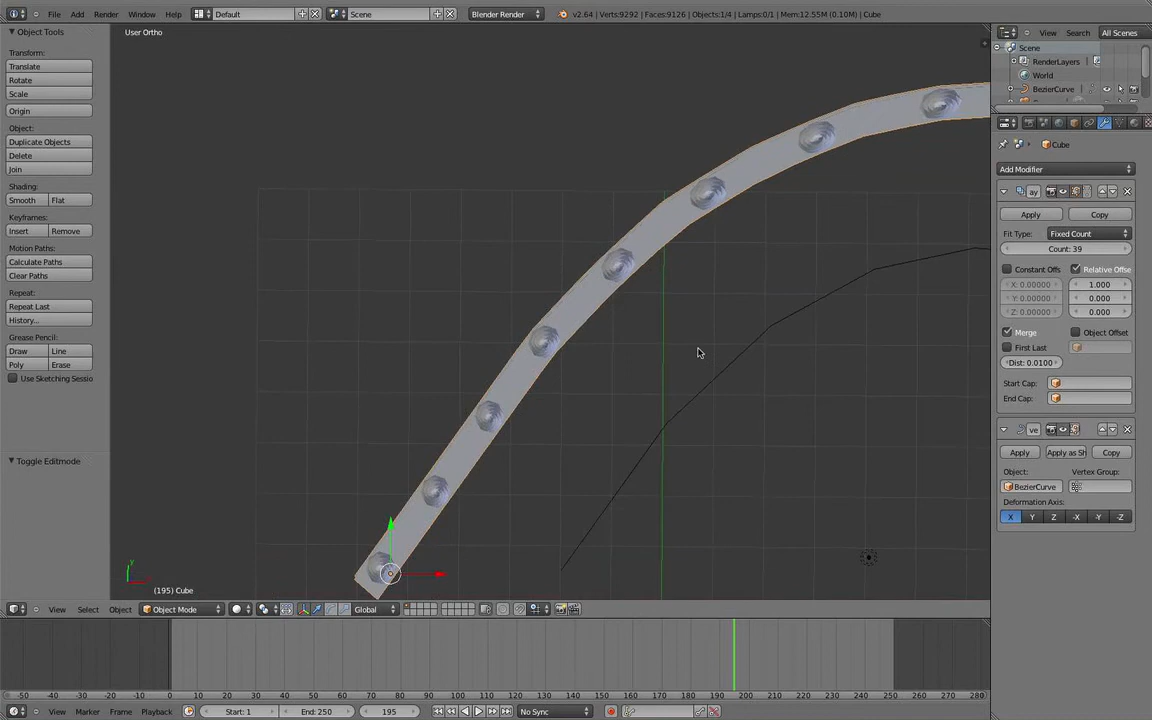 File Add Render Window Help Default Scene Blender Render v2.64 | Verts:9292 | Faces:9126 | Objects:1/4 | Lamps:0/1 | Mem:12.55M (0.10M) | Cube
Object Tools
Transform:
Translate
Rotate
Scale
Origin
Object:
Duplicate Objects
Delete
Join
Shading:
Smooth Flat
Keyframes:
Insert Remove
Motion Paths:
Calculate Paths
Clear Paths
Repeat:
Repeat Last
History...
Grease Pencil:
Draw Line
Poly Erase
Use Sketching Sessio
Toggle Editmode
User Ortho
y
(195) Cube
View Select Object Object Mode Global
View Search All Scenes
Scene
RenderLayers
World
BezierCurve
Cube
Add Modifier
ay
Apply Copy
Fit Type: Fixed Count
Count: 39
Constant Offs Relative Offse
X: 0.00000 1.000
Y: 0.00000 0.000
Z: 0.00000 0.000
Merge Object Offset
First Last
Dist: 0.0100
Start Cap:
End Cap:
ve
Apply Apply as Sh Copy
Object: Vertex Group:
BezierCurve
Deformation Axis:
X Y Z -X -Y -Z
-50 -40 -30 -20 -10 0 10 20 30 40 50 60 70 80 90 100 110 120 130 140 150 160 170 180 190 200 210 220 230 240 250 260 270 280
View Marker Frame Playback Start: 1 End: 250 195 No Sync